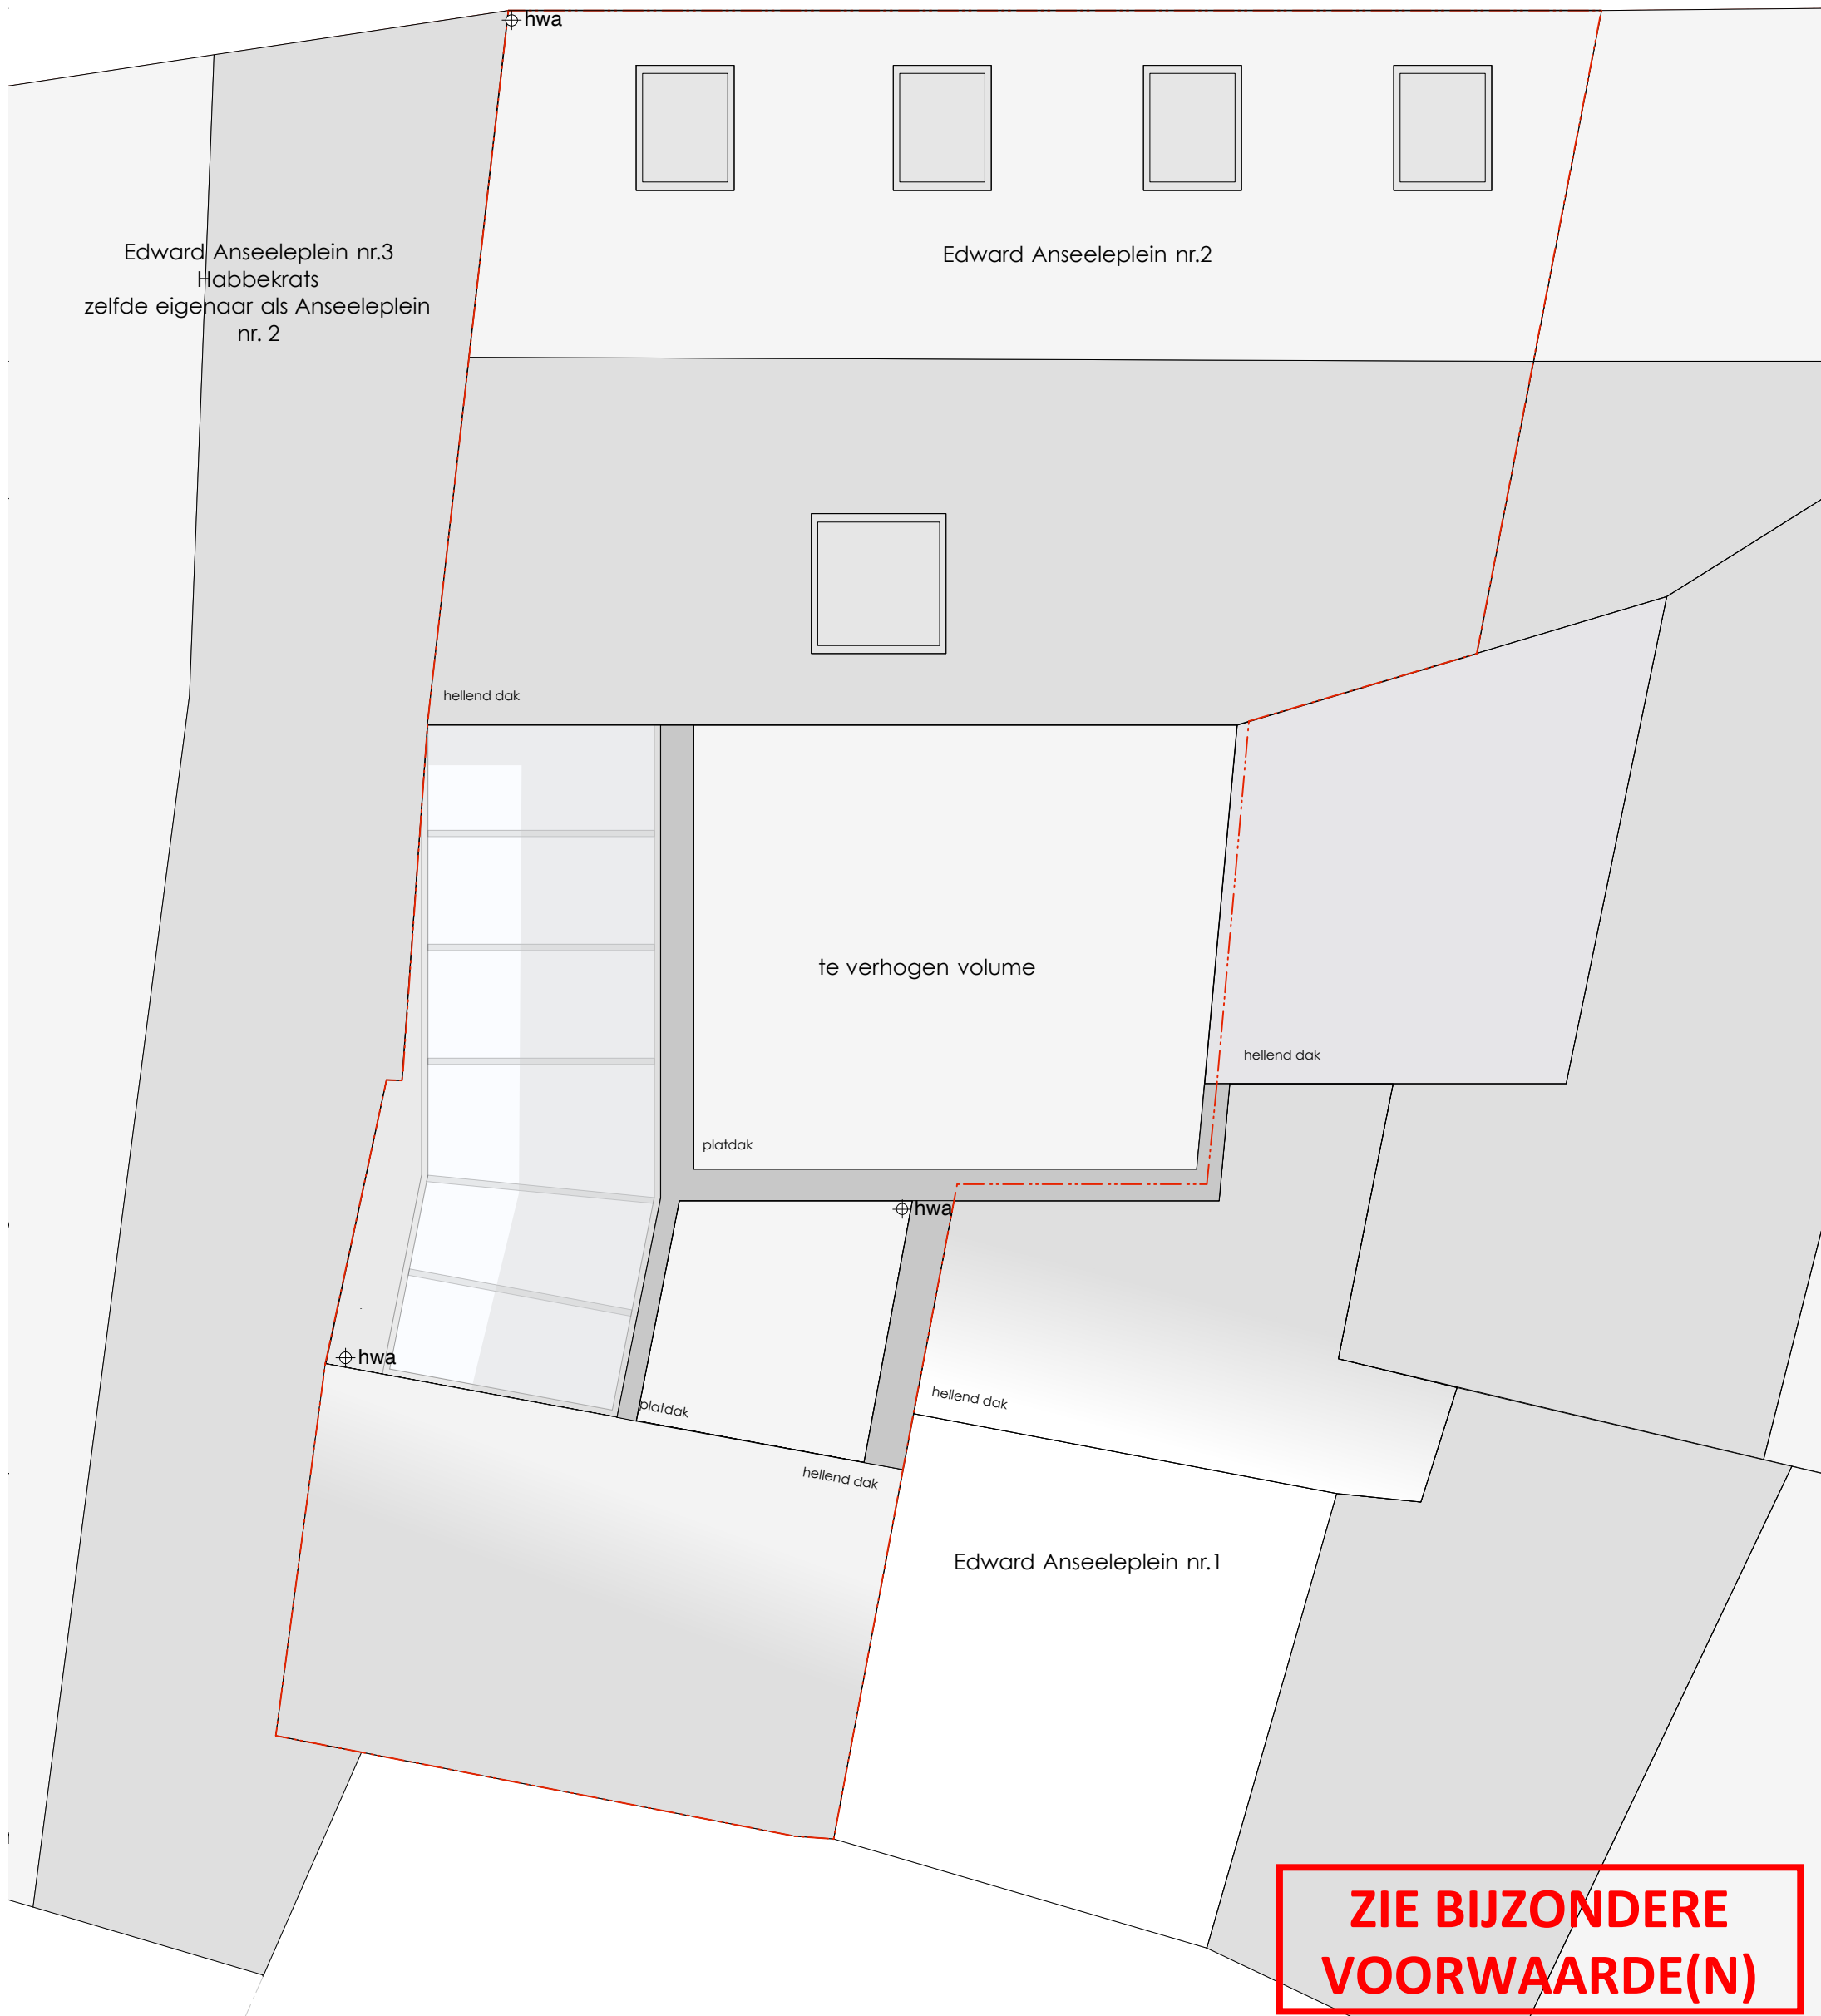 hwa
Edward Anseeleplein nr.3
Habbekrats
zelfde eigenaar als Anseeleplein
nr. 2
Edward Anseeleplein nr.2
hellend dak
te verhogen volume
hellend dak
platdak
hwa
hwa
hellend dak
platdak
hellend dak
Edward Anseeleplein nr.1
ZIE BIJZONDERE
VOORWAARDE(N)